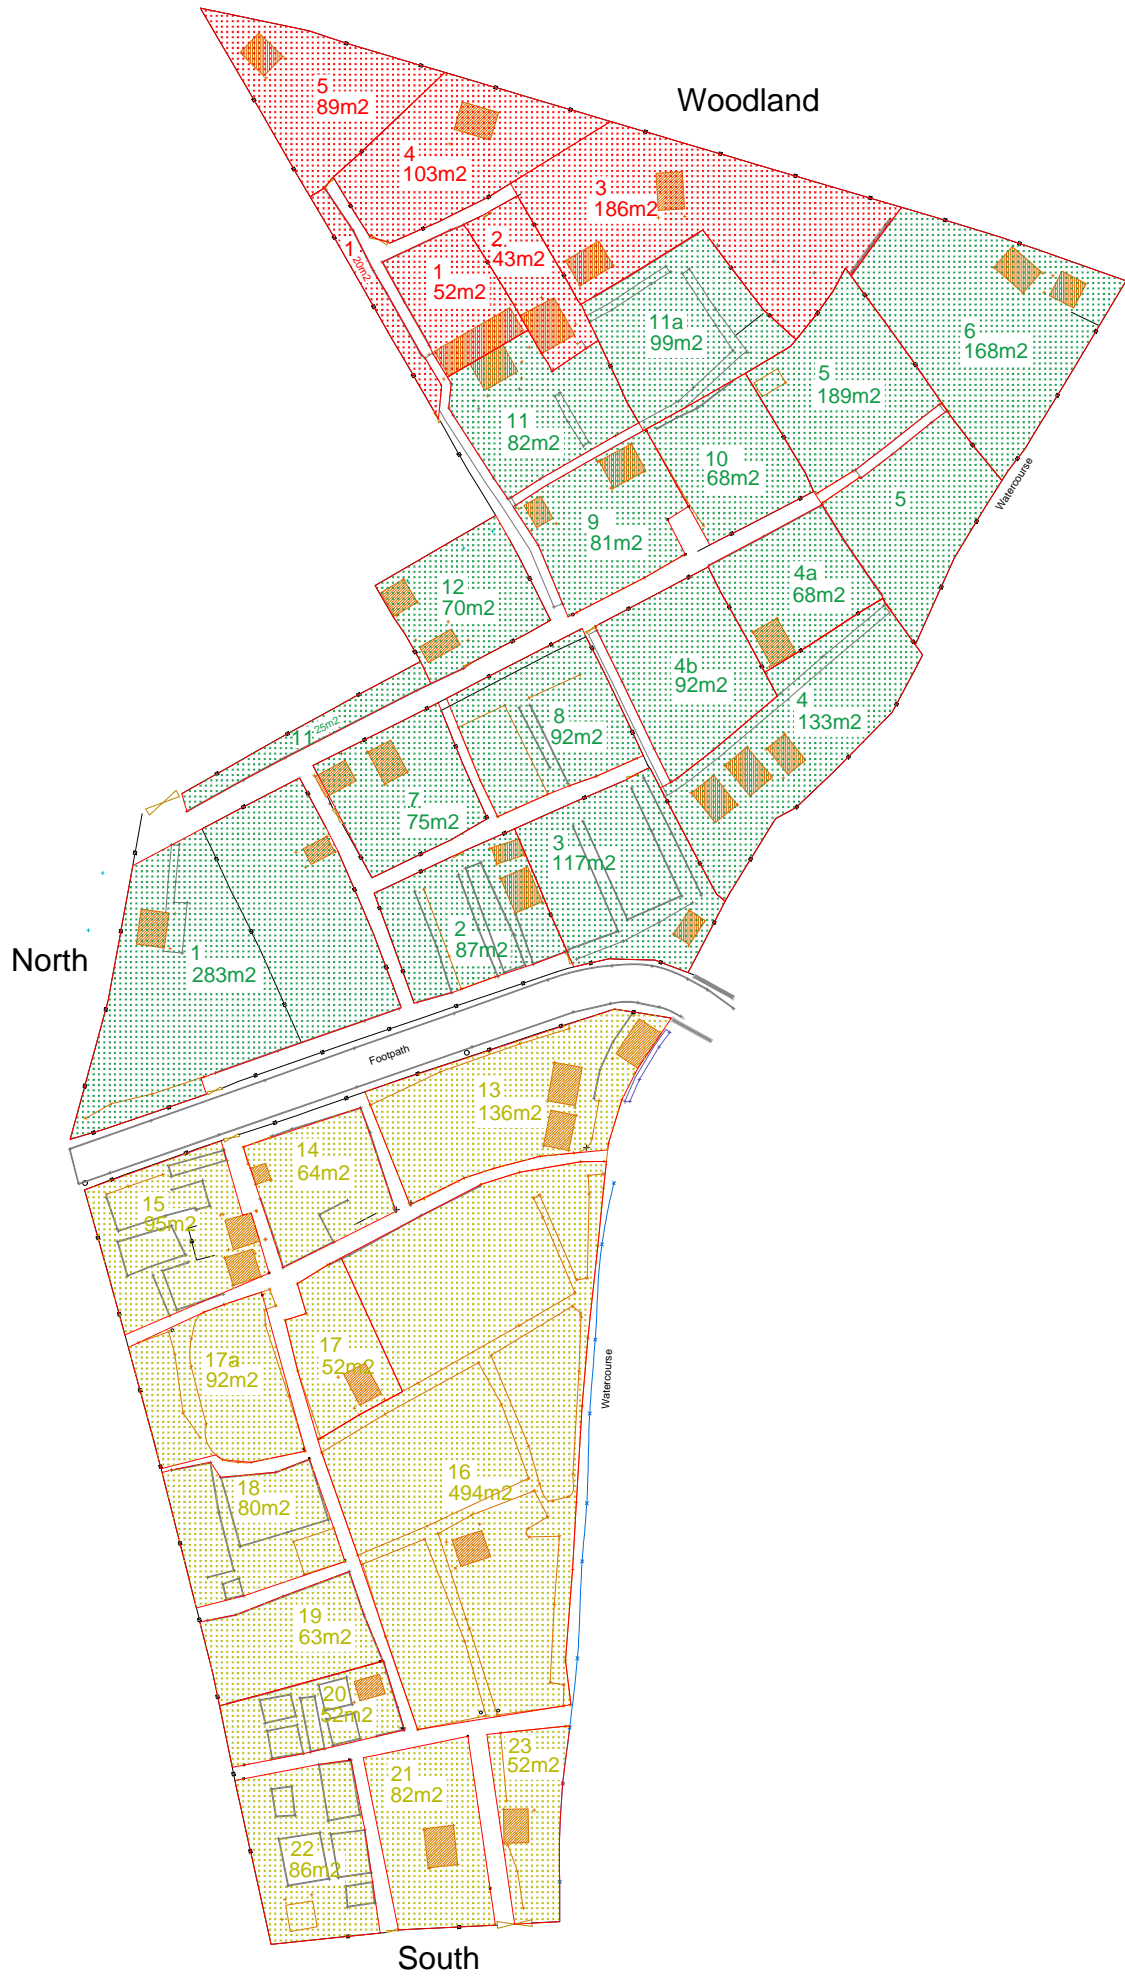 Woodland
5
89m2
4
103m2
3
186m2
2
43m2
1
52m2
1
20m2
11a
99m2
6
168m2
5
189m2
11
82m2
10
68m2
5
Watercourse
9
81m2
4a
68m2
12
70m2
4b
92m2
4
133m2
11
25m2
8
92m2
7
75m2
3
117m2
2
87m2
1
283m2
North
Footpath
13
136m2
14
64m2
15
95m2
17
52m2
17a
92m2
Watercourse
16
494m2
18
80m2
19
63m2
20
52m2
23
52m2
21
82m2
22
86m2
South